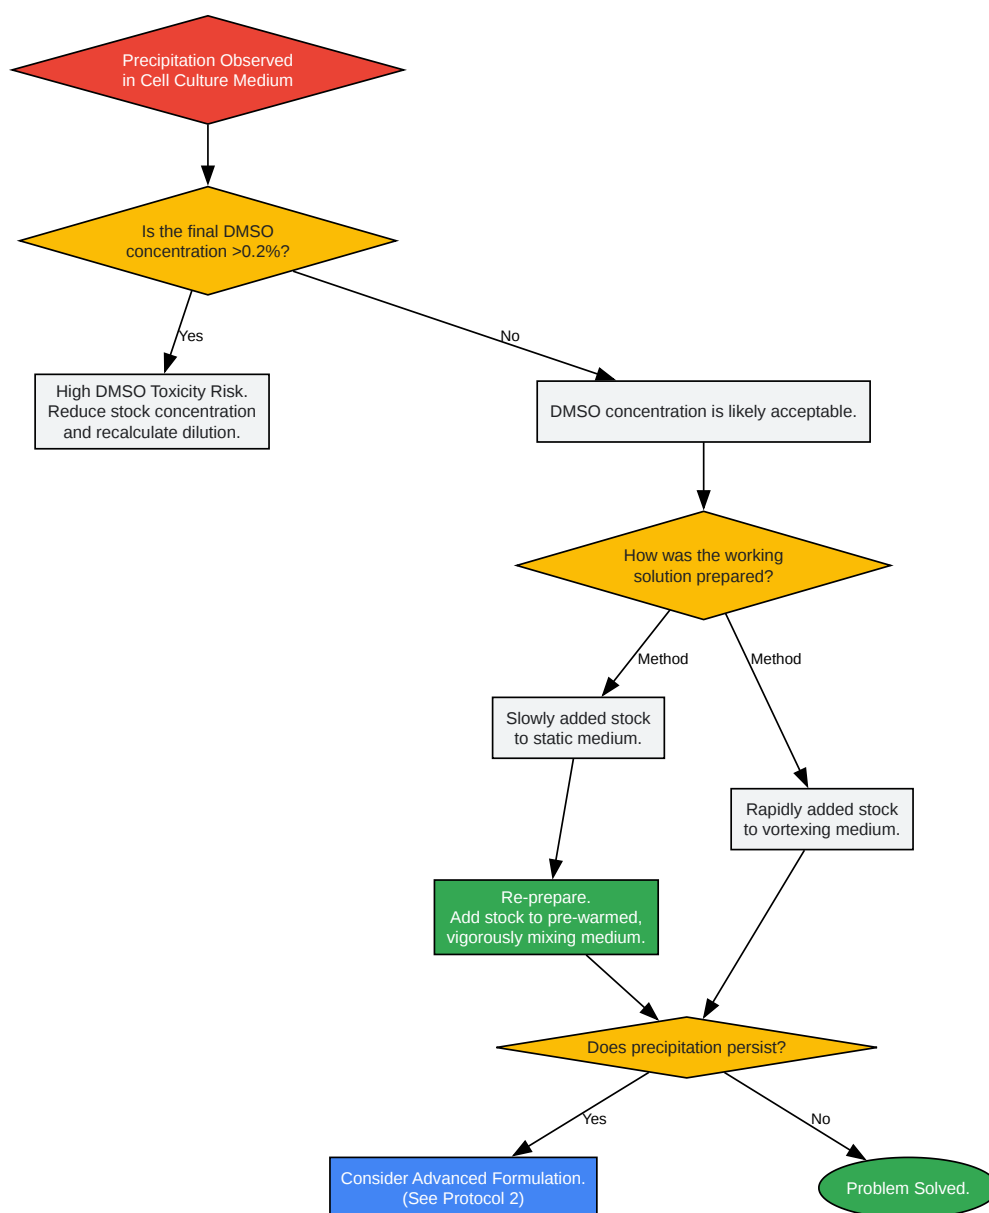 Precipitation Observed
in Cell Culture Medium
Is the final DMSO
concentration >0.2%?
Yes
No
High DMSO Toxicity Risk.
Reduce stock concentration
and recalculate dilution.
DMSO concentration is likely acceptable.
How was the working
solution prepared?
Method
Method
Slowly added stock
to static medium.
Rapidly added stock
to vortexing medium.
Re-prepare.
Add stock to pre-warmed,
vigorously mixing medium.
Does precipitation persist?
Yes
No
Consider Advanced Formulation.
(See Protocol 2)
Problem Solved.